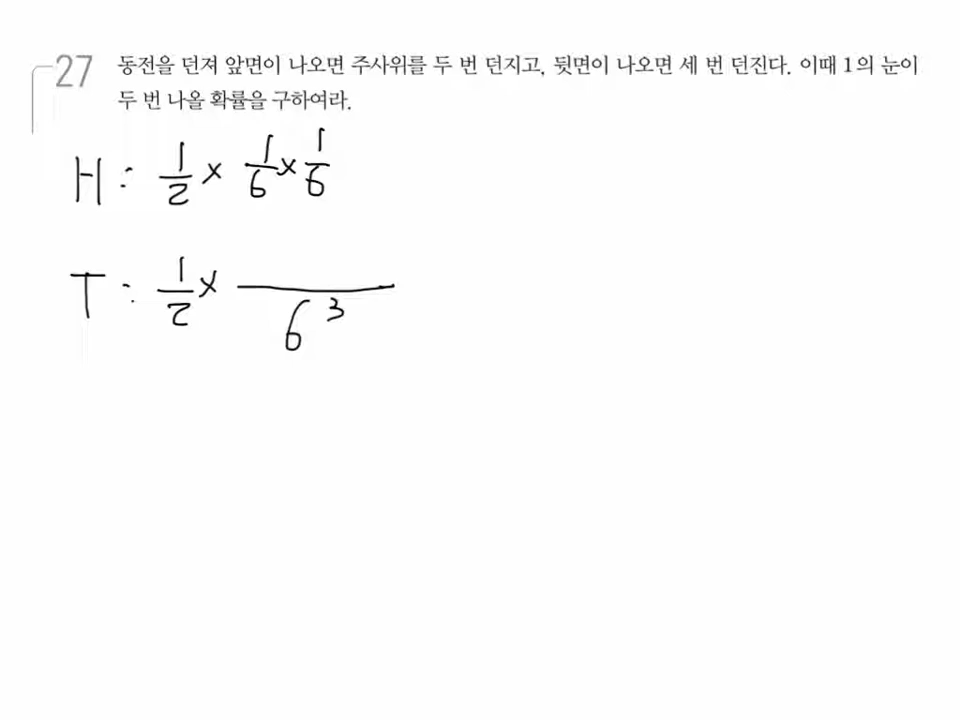 27 동전을 던져 앞면이 나오면 주사위를 두 번 던지고, 뒷면이 나오면 세 번 던진다. 이때 1의 눈이
두 번 나올 확률을 구하여라.
H : 1/2 × 1/6 × 1/6
T : 1/2 × /6³